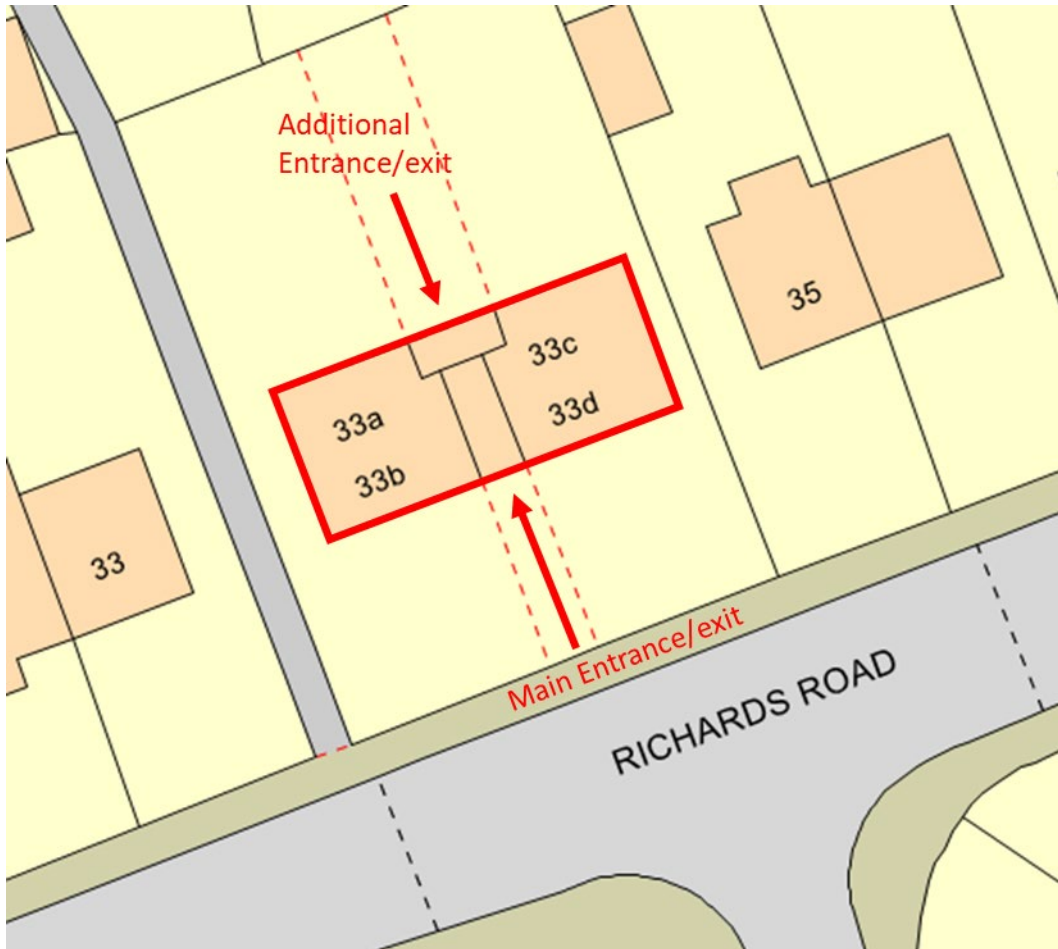 Additional
Entrance/exit
33a
33b
33c
33d
35
33
Main Entrance/exit
RICHARDS ROAD